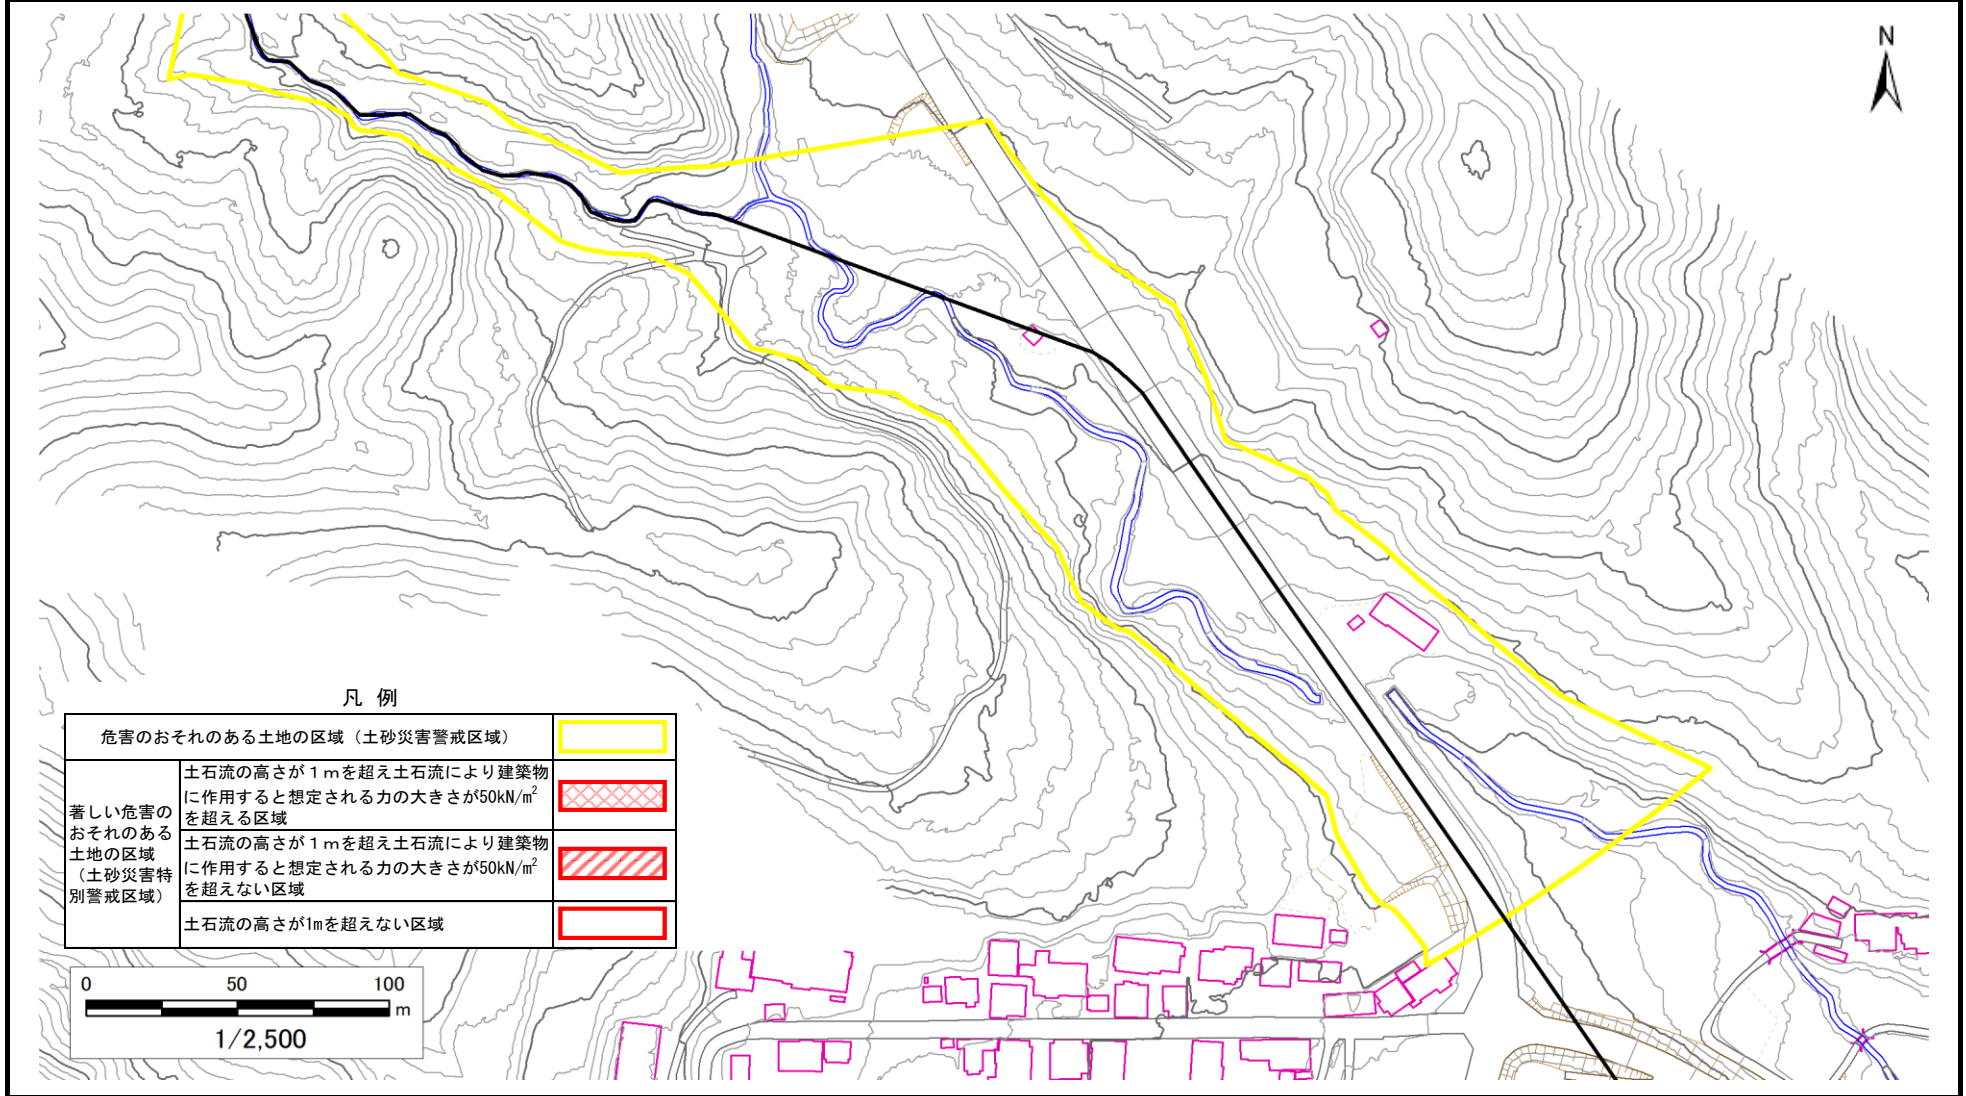 N
凡 例
危害のおそれのある土地の区域（土砂災害警戒区域）
著しい危害の
おそれのある
土地の区域
（土砂災害特
別警戒区域）
土石流の高さが１ｍを超え土石流により建築物
に作用すると想定される力の大きさが50kN/m²
を超える区域
土石流の高さが１ｍを超え土石流により建築物
に作用すると想定される力の大きさが50kN/m²
を超えない区域
土石流の高さが1mを超えない区域
0 50 100
m
1/2,500